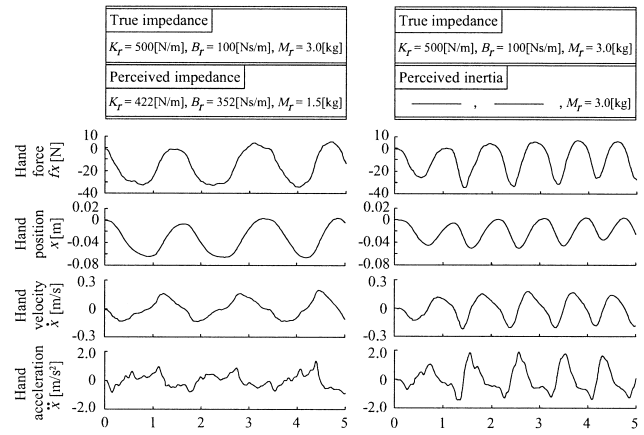 True impedance
K_r = 500[N/m], B_r = 100[Ns/m], M_r = 3.0[kg]
Perceived impedance
K_r = 422[N/m], B_r = 352[Ns/m], M_r = 1.5[kg]
True impedance
K_r = 500[N/m], B_r = 100[Ns/m], M_r = 3.0[kg]
Perceived inertia
, , M_r = 3.0[kg]
Hand force fx [N]
10
0
-20
-40
10
0
-20
-40
Hand position x [m]
0.02
0
-0.04
-0.08
0.02
0
-0.04
-0.08
Hand velocity ẋ [m/s]
0.3
0
-0.3
0.3
0
-0.3
Hand acceleration ẍ [m/s²]
2.0
0
-2.0
2.0
0
-2.0
0 1 2 3 4 5
0 1 2 3 4 5